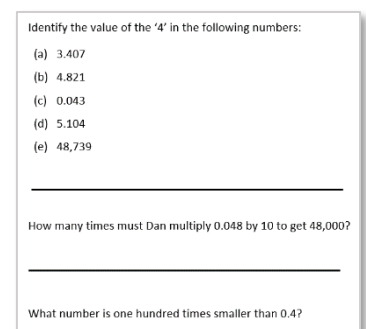 Identify the value of the ‘4’ in the following numbers:
(a) 3.407
(b) 4.821
(c) 0.043
(d) 5.104
(e) 48,739
How many times must Dan multiply 0.048 by 10 to get 48,000?
What number is one hundred times smaller than 0.4?